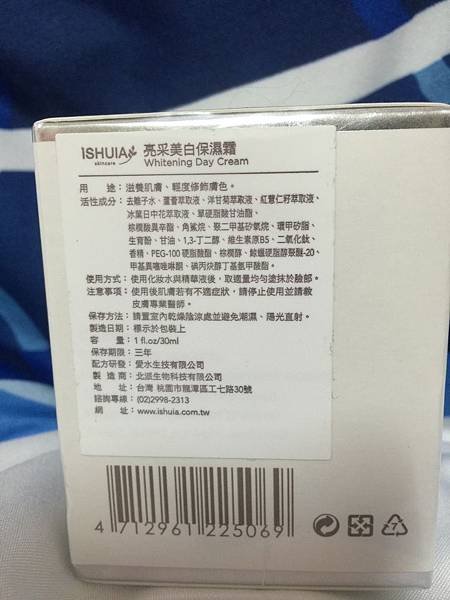 ISHUIA
skincare
亮采美白保濕霜
Whitening Day Cream
用　　途：滋養肌膚、輕度修飾膚色。
活性成分：去離子水、蘆薈萃取液、洋甘菊萃取液、紅薏仁籽萃取液、
冰葉日中花萃取液、單硬脂酸甘油酯、
棕櫚酸異辛酯、角鯊烷、聚二甲基矽氧烷、環甲矽脂、
生育酚、甘油、1,3-丁二醇、維生素原B5、二氧化鈦、
香精、PEG-100硬脂酸酯、棕櫚醇、鯨蠟硬脂醇聚醚-20、
甲基異噻唑啉酮、碘丙炔醇丁基氨甲酸酯。
使用方式：使用化妝水與精華液後，取適量均勻塗抹於臉部。
注意事項：使用後肌膚若有不適症狀，請停止使用並請教
皮膚專業醫師。
保存方法：請置室內乾燥陰涼處並避免潮濕、陽光直射。
製造日期：標示於包裝上
容　　量：1 fl.oz/30ml
保存期限：三年
配方研發：愛水生技有限公司
製 造 商：北派生物科技有限公司
地　　址：台灣 桃園市龍潭區工七路30號
諮詢專線：(02)2998-2313
網　　址：www.ishuia.com.tw
4 712961 225069
7